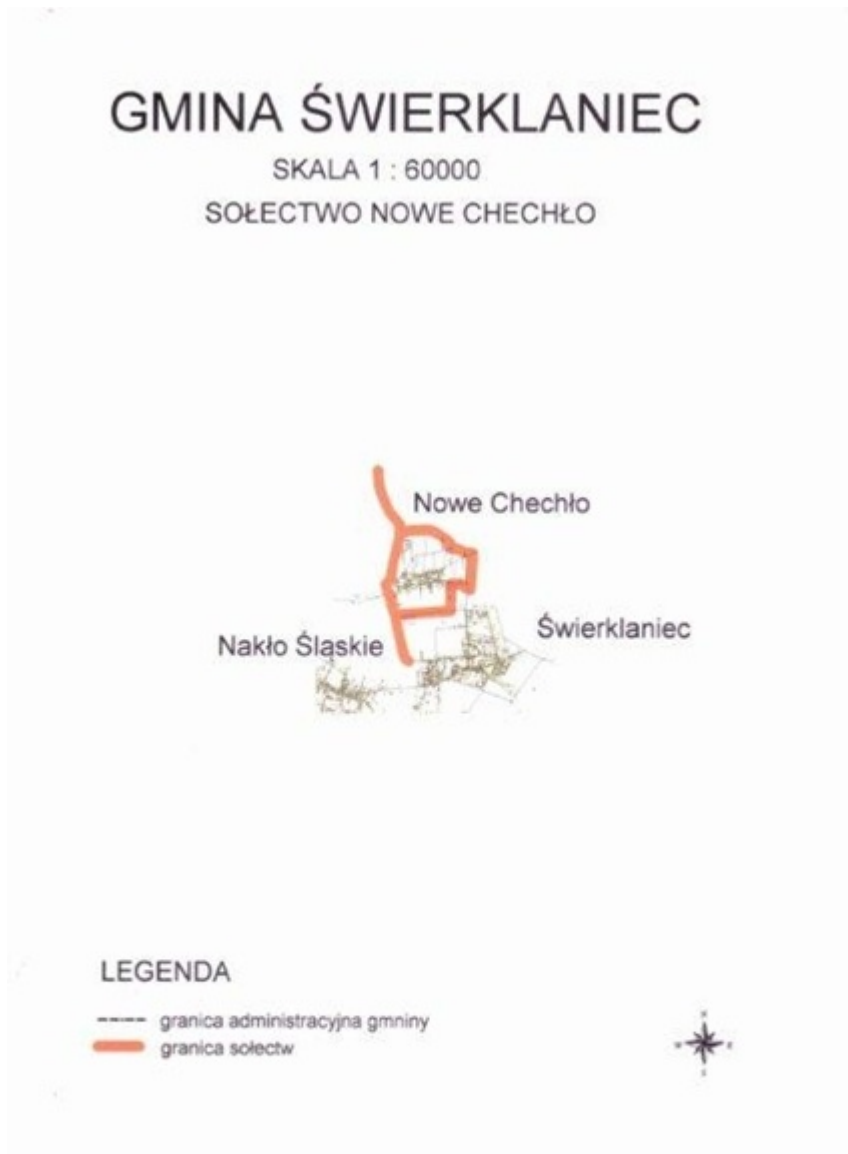 GMINA ŚWIERKLANIEC
SKALA 1 : 60000
SOŁECTWO NOWE CHECHŁO
Nowe Chechło
Świerklaniec
Nakło Śląskie
LEGENDA
granica administracyjna gmniny
granica sołectw
N
W E
S